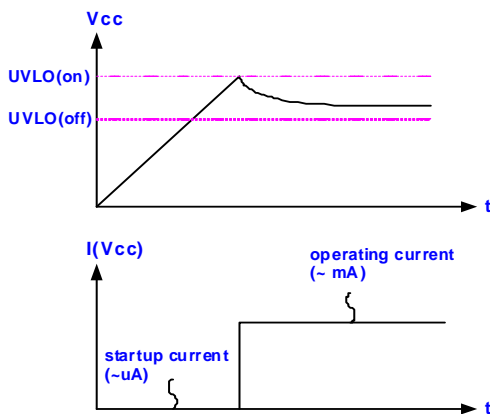 Vcc
UVLO(on)
UVLO(off)
t
I(Vcc)
operating current
(~ mA)
startup current
(~uA)
t